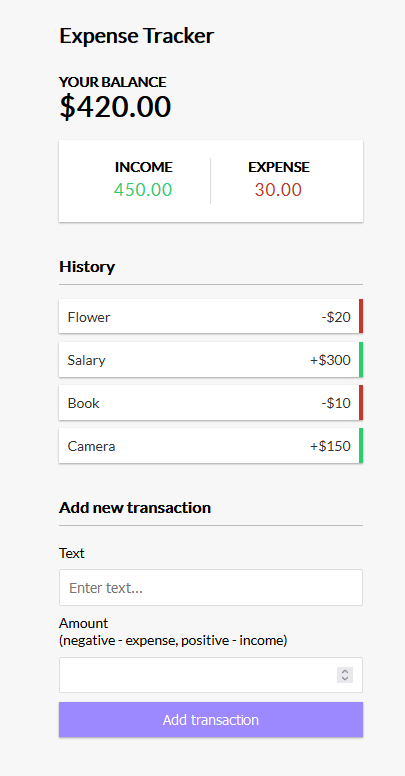 Expense Tracker
YOUR BALANCE
$420.00
INCOME EXPENSE
450.00 30.00
History
Flower -$20
Salary +$300
Book -$10
Camera +$150
Add new transaction
Text
Enter text...
Amount
(negative - expense, positive - income)
Add transaction